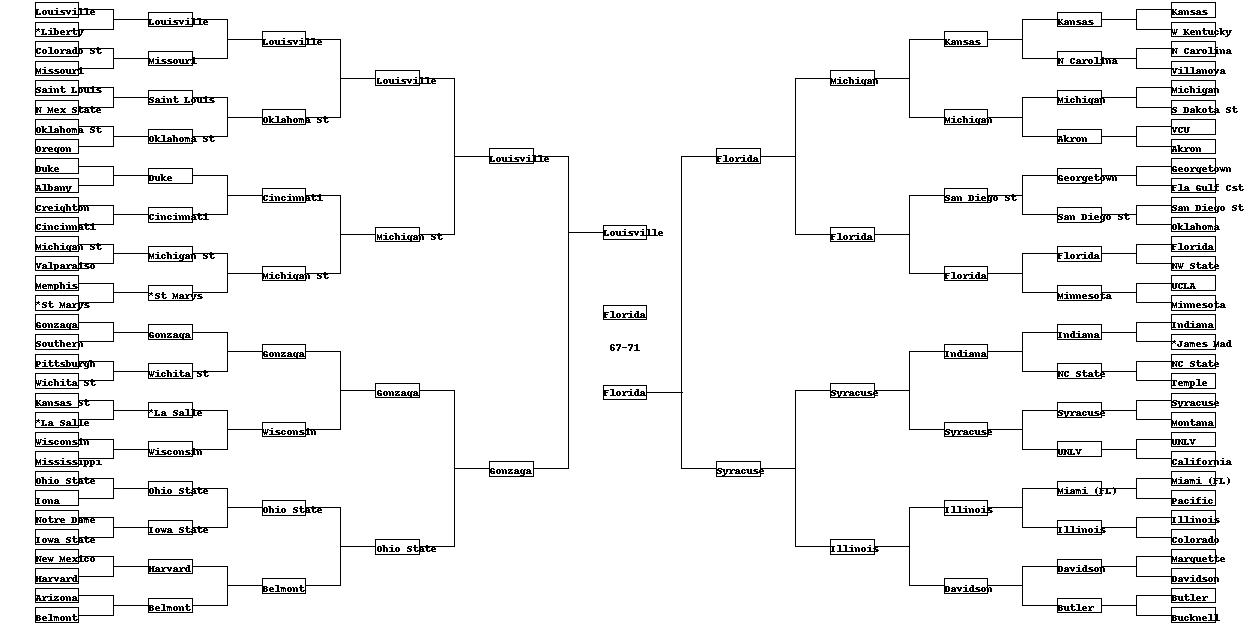 Louisville
*Liberty
Colorado St
Missouri
Saint Louis
N Mex State
Oklahoma St
Oregon
Duke
Albany
Creighton
Cincinnati
Michigan St
Valparaiso
Memphis
*St Marys
Gonzaga
Southern
Pittsburgh
Wichita St
Kansas St
*La Salle
Wisconsin
Mississippi
Ohio State
Iona
Notre Dame
Iowa State
New Mexico
Harvard
Arizona
Belmont
Louisville
Missouri
Saint Louis
Oklahoma St
Duke
Cincinnati
Michigan St
*St Marys
Gonzaga
Wichita St
*La Salle
Wisconsin
Ohio State
Iowa State
Harvard
Belmont
Louisville
Oklahoma St
Cincinnati
Michigan St
Gonzaga
Wisconsin
Ohio State
Belmont
Louisville
Michigan St
Gonzaga
Ohio State
Louisville
Gonzaga
Louisville
Florida
67-71
Florida
Florida
Syracuse
Michigan
Florida
Syracuse
Illinois
Kansas
Michigan
San Diego St
Florida
Indiana
Syracuse
Illinois
Davidson
Kansas
N Carolina
Michigan
Akron
Georgetown
San Diego St
Florida
Minnesota
Indiana
NC State
Syracuse
UNLV
Miami (FL)
Illinois
Davidson
Butler
Kansas
W Kentucky
N Carolina
Villanova
Michigan
S Dakota St
VCU
Akron
Georgetown
Fla Gulf Cst
San Diego St
Oklahoma
Florida
NW State
UCLA
Minnesota
Indiana
*James Mad
NC State
Temple
Syracuse
Montana
UNLV
California
Miami (FL)
Pacific
Illinois
Colorado
Marquette
Davidson
Butler
Bucknell